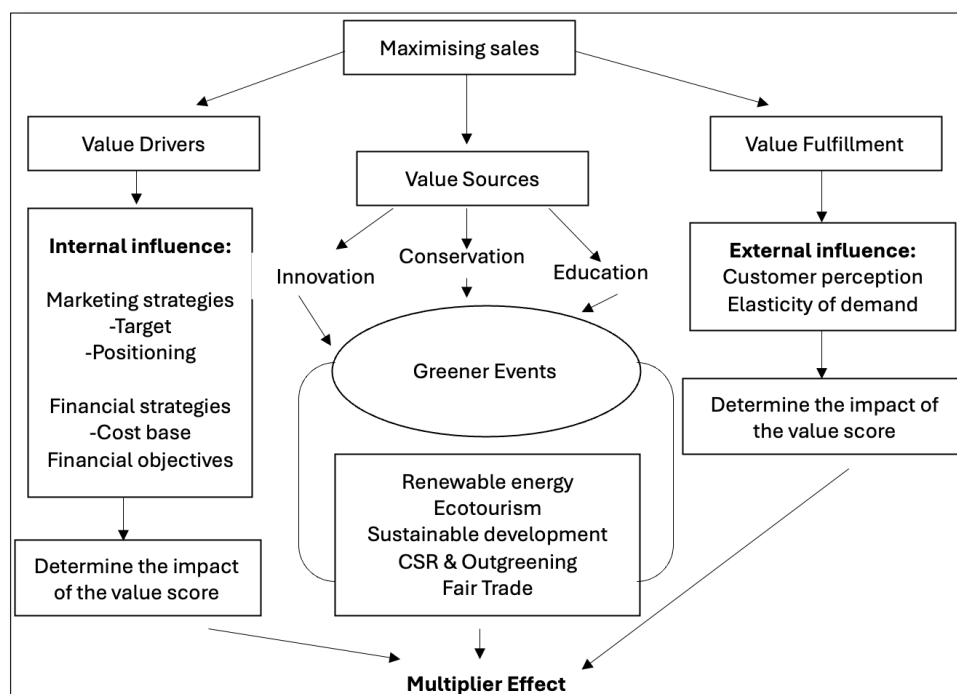 Maximising sales
Value Drivers
Value Sources
Value Fulfillment
Internal influence:
Marketing strategies
-Target
-Positioning
Financial strategies
-Cost base
Financial objectives
Determine the impact
of the value score
Innovation
Conservation
Education
Greener Events
Renewable energy
Ecotourism
Sustainable development
CSR & Outgreening
Fair Trade
External influence:
Customer perception
Elasticity of demand
Determine the impact of
the value score
Multiplier Effect